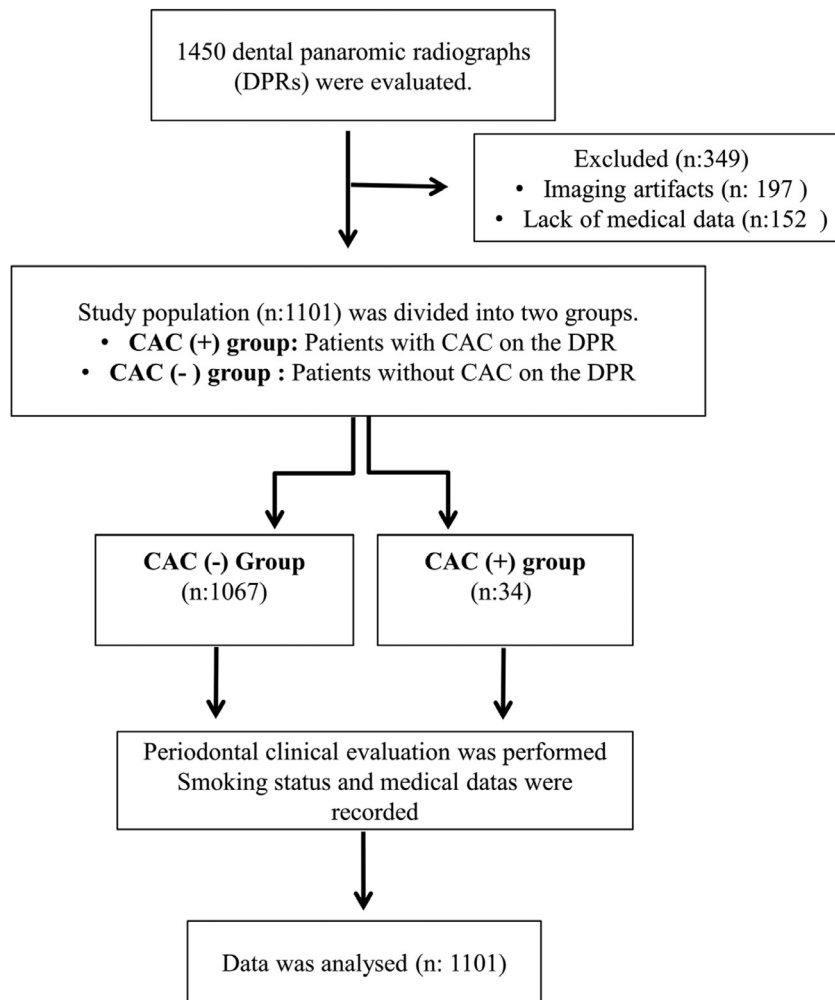 1450 dental panaromic radiographs
(DPRs) were evaluated.
Excluded (n:349)
• Imaging artifacts (n: 197 )
• Lack of medical data (n:152 )
Study population (n:1101) was divided into two groups.
• CAC (+) group: Patients with CAC on the DPR
• CAC (- ) group : Patients without CAC on the DPR
CAC (-) Group
(n:1067)
CAC (+) group
(n:34)
Periodontal clinical evaluation was performed
Smoking status and medical datas were
recorded
Data was analysed (n: 1101)